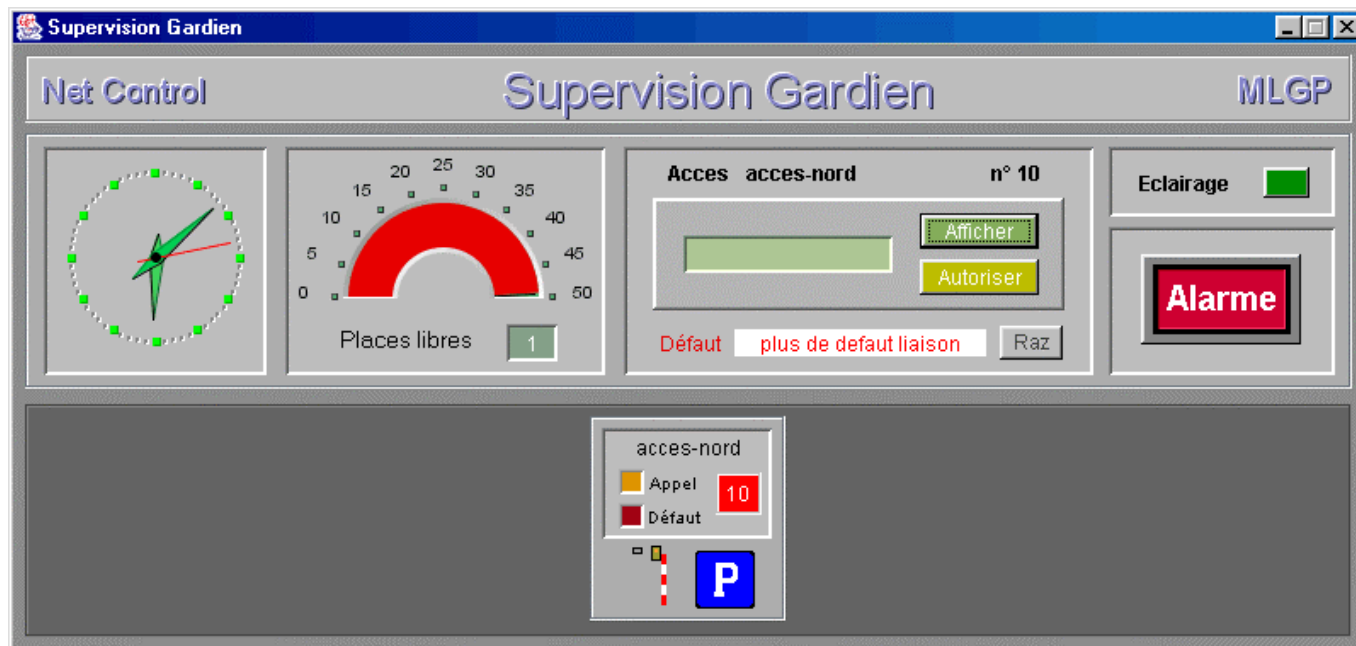 Supervision Gardien
Net Control Supervision Gardien MLGP
0 5 10 15 20 25 30 35 40 45 50
Places libres 1
Acces acces-nord n° 10
Afficher
Autoriser
Défaut plus de defaut liaison Raz
Eclairage
Alarme
acces-nord
Appel 10
Défaut
P